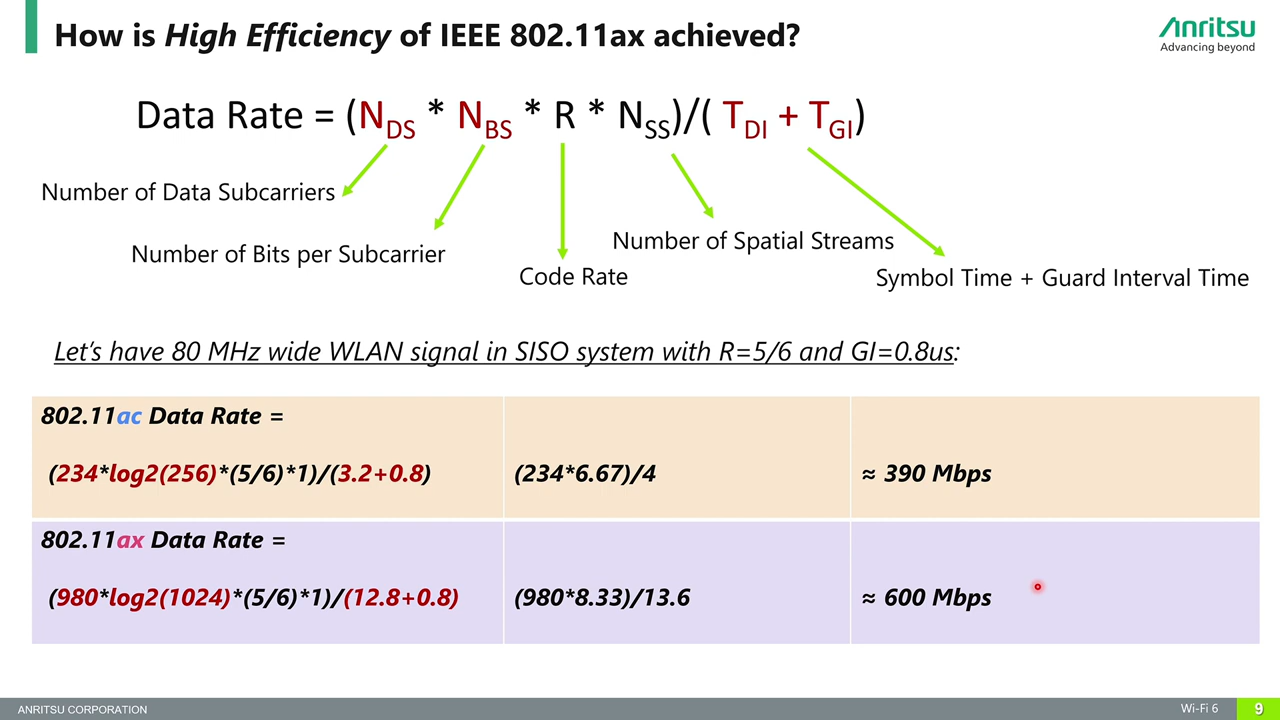 How is High Efficiency of IEEE 802.11ax achieved?
Anritsu
Advancing beyond
Data Rate = (NDS * NBS * R * NSS)/( TDI + TGI)
Number of Data Subcarriers
Number of Bits per Subcarrier
Code Rate
Number of Spatial Streams
Symbol Time + Guard Interval Time
Let's have 80 MHz wide WLAN signal in SISO system with R=5/6 and GI=0.8us:
802.11ac Data Rate =
(234*log2(256)*(5/6)*1)/(3.2+0.8) (234*6.67)/4 ≈ 390 Mbps
802.11ax Data Rate =
(980*log2(1024)*(5/6)*1)/(12.8+0.8) (980*8.33)/13.6 ≈ 600 Mbps
ANRITSU CORPORATION Wi-Fi 6 9